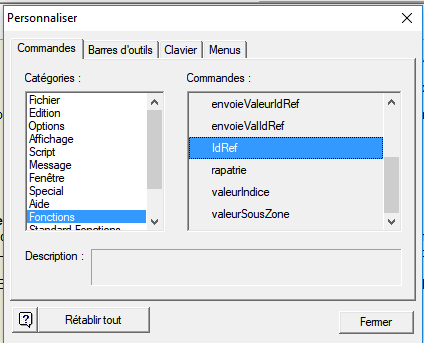 Personnaliser
Commandes Barres d'outils Clavier Menus
Catégories :
Fichier
Edition
Options
Affichage
Script
Message
Fenêtre
Special
Aide
Fonctions
Standard Fonctions
Commandes :
envoieValeurIdRef
envoieValIdRef
IdRef
rapatrie
valeurIndice
valeurSousZone
Description :
Rétablir tout
Fermer